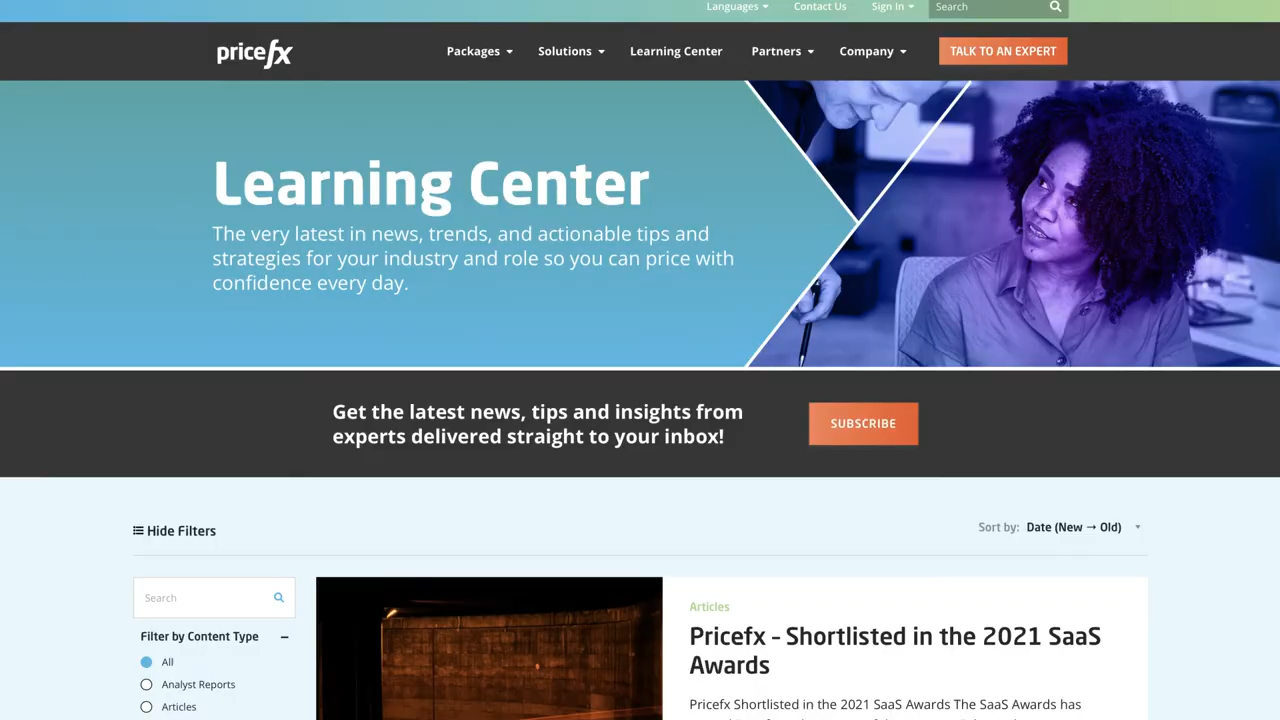 Languages
Contact Us
Sign In
Search
pricefx
Packages
Solutions
Learning Center
Partners
Company
TALK TO AN EXPERT
Learning Center
The very latest in news, trends, and actionable tips and
strategies for your industry and role so you can price with
confidence every day.
Get the latest news, tips and insights from
experts delivered straight to your inbox!
SUBSCRIBE
Hide Filters
Sort by: Date (New → Old)
Search
Filter by Content Type
All
Analyst Reports
Articles
Articles
Pricefx – Shortlisted in the 2021 SaaS
Awards
Pricefx Shortlisted in the 2021 SaaS Awards The SaaS Awards has